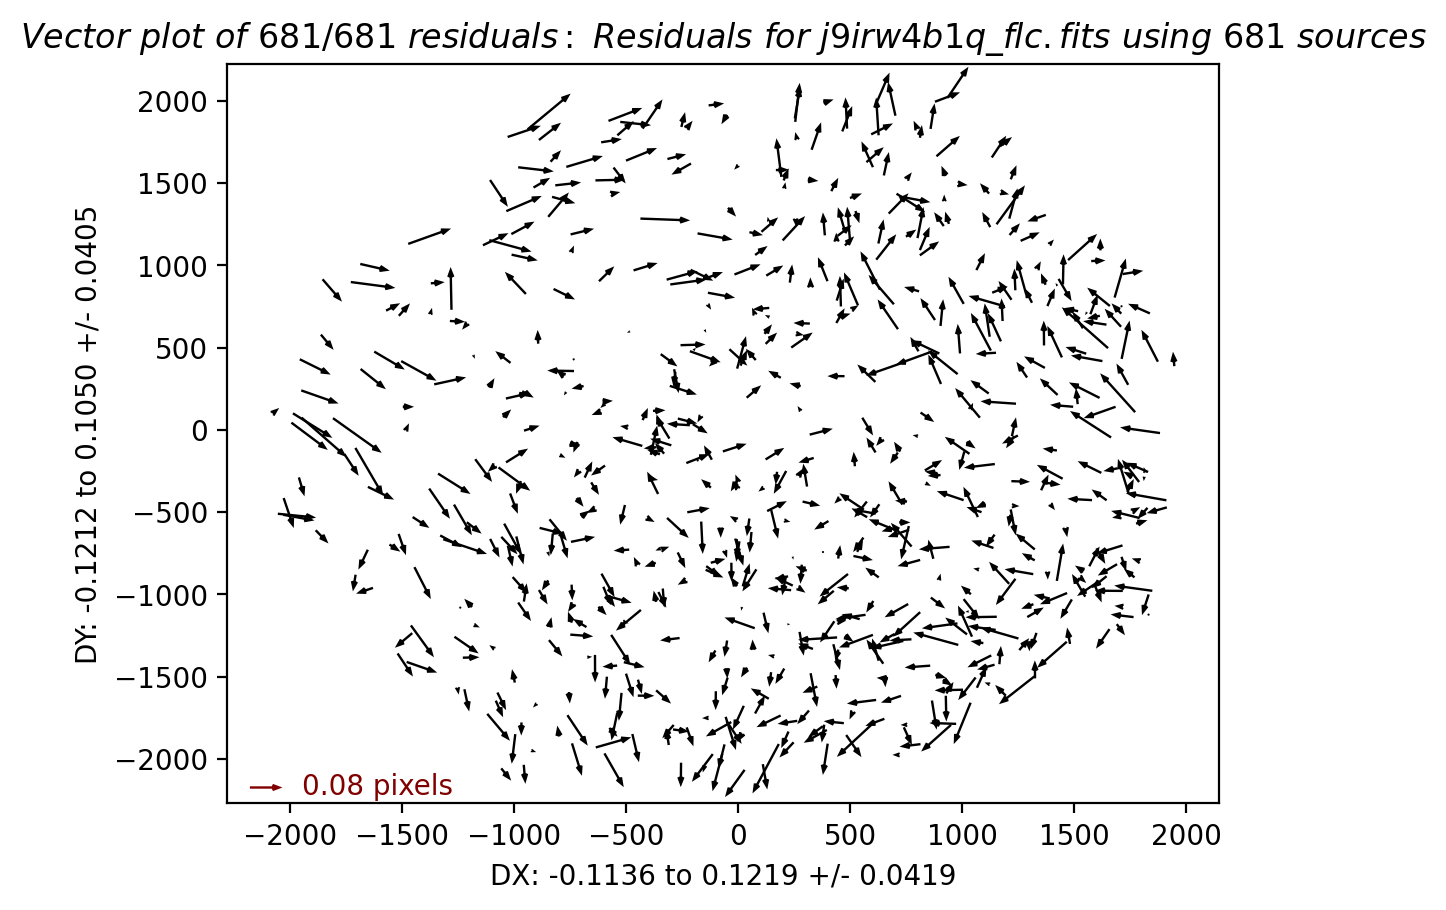 Vector plot of 681/681 residuals: Residuals for j9irw4b1q_flc.fits using 681 sources
2000
1500
1000
500
0
−500
−1000
−1500
−2000
DY: -0.1212 to 0.1050 +/- 0.0405
0.08 pixels
−2000 −1500 −1000 −500 0 500 1000 1500 2000
DX: -0.1136 to 0.1219 +/- 0.0419